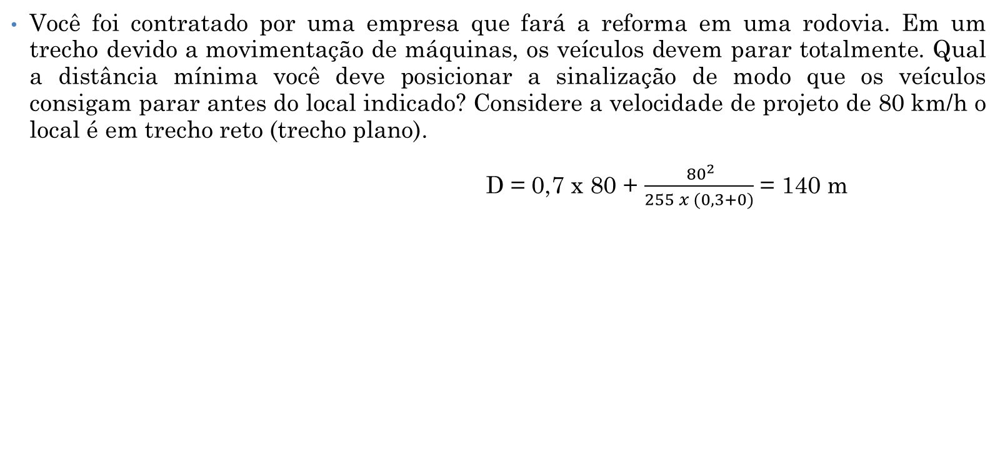 • Você foi contratado por uma empresa que fará a reforma em uma rodovia. Em um
trecho devido a movimentação de máquinas, os veículos devem parar totalmente. Qual
a distância mínima você deve posicionar a sinalização de modo que os veículos
consigam parar antes do local indicado? Considere a velocidade de projeto de 80 km/h o
local é em trecho reto (trecho plano).
D = 0,7 x 80 + 80² / 255 x (0,3+0) = 140 m